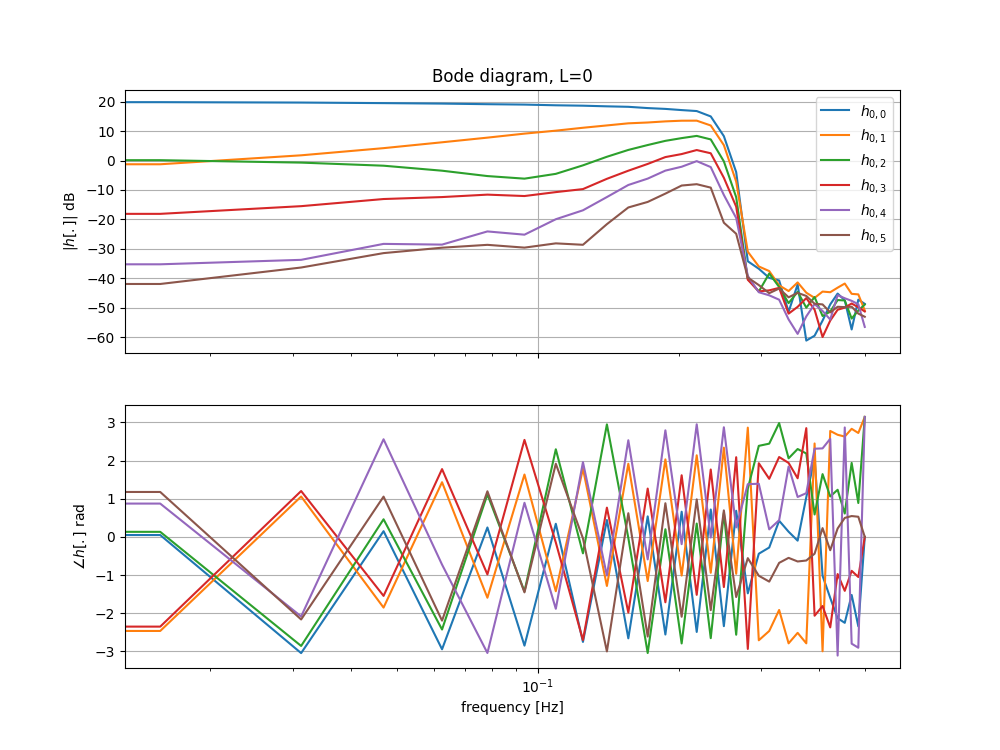 Bode diagram, L=0
|h[.]| dB
20
10
0
−10
−20
−30
−40
−50
−60
h0,0
h0,1
h0,2
h0,3
h0,4
h0,5
∠h[.] rad
3
2
1
0
−1
−2
−3
10−1
frequency [Hz]